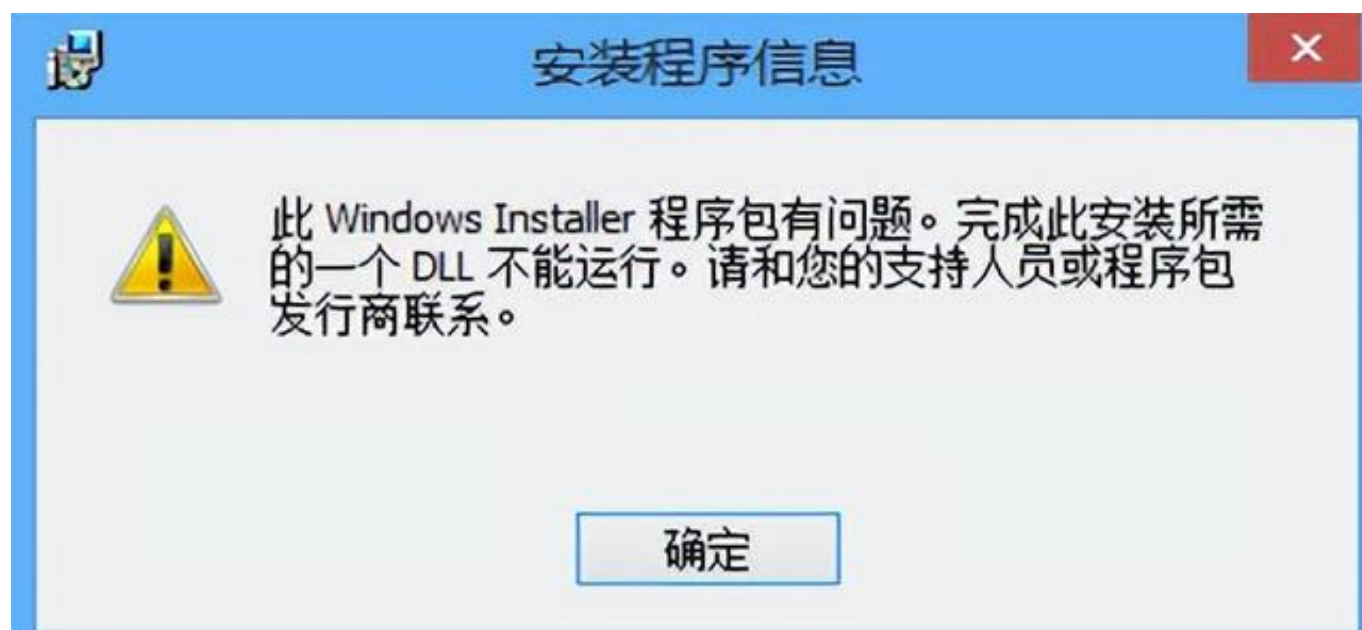 安装程序信息
此 Windows Installer 程序包有问题。完成此安装所需
的一个 DLL 不能运行。请和您的支持人员或程序包
发行商联系。
确定